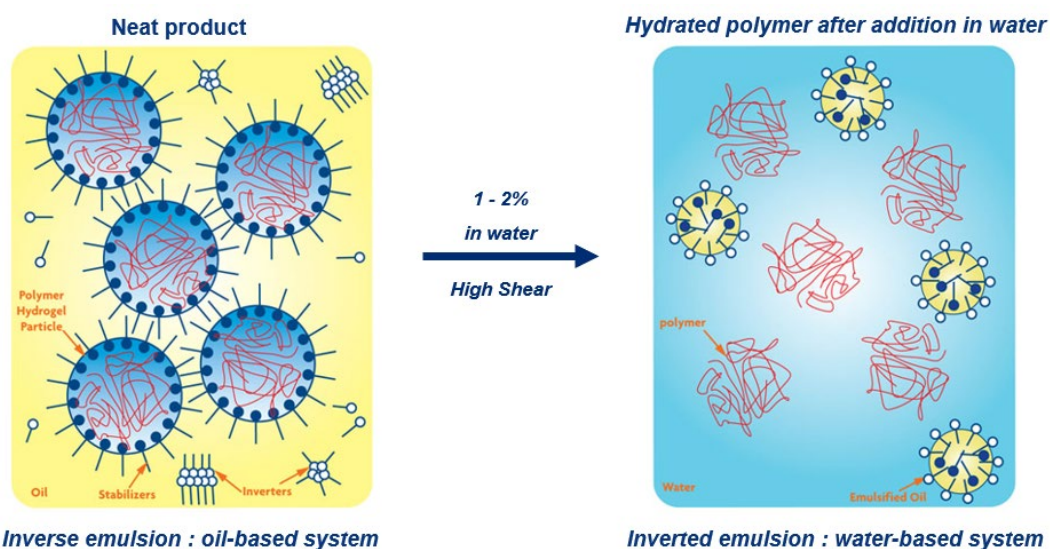 Neat product
Hydrated polymer after addition in water
1 - 2%
in water
High Shear
Polymer
Hydrogel
Particle
Oil
Stabilizers
Inverters
polymer
Water
Emulsified Oil
Inverse emulsion : oil-based system
Inverted emulsion : water-based system